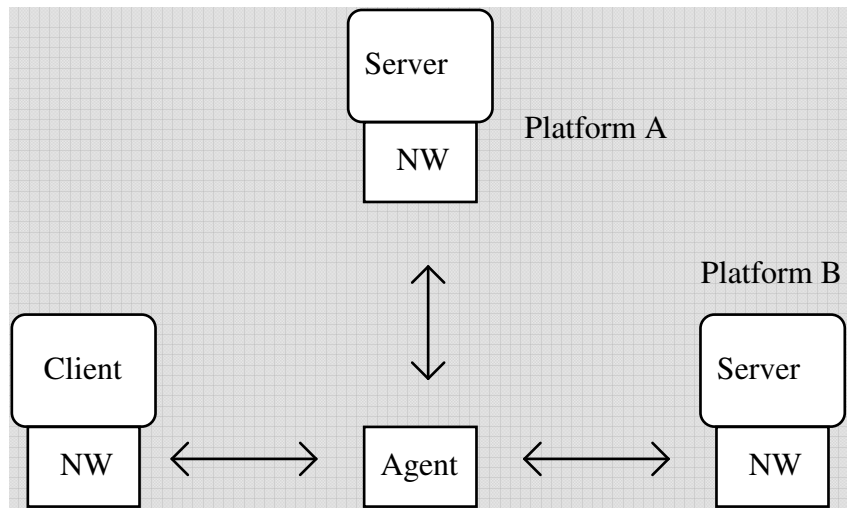 Server
Platform A
NW
Platform B
Client
Server
NW
Agent
NW